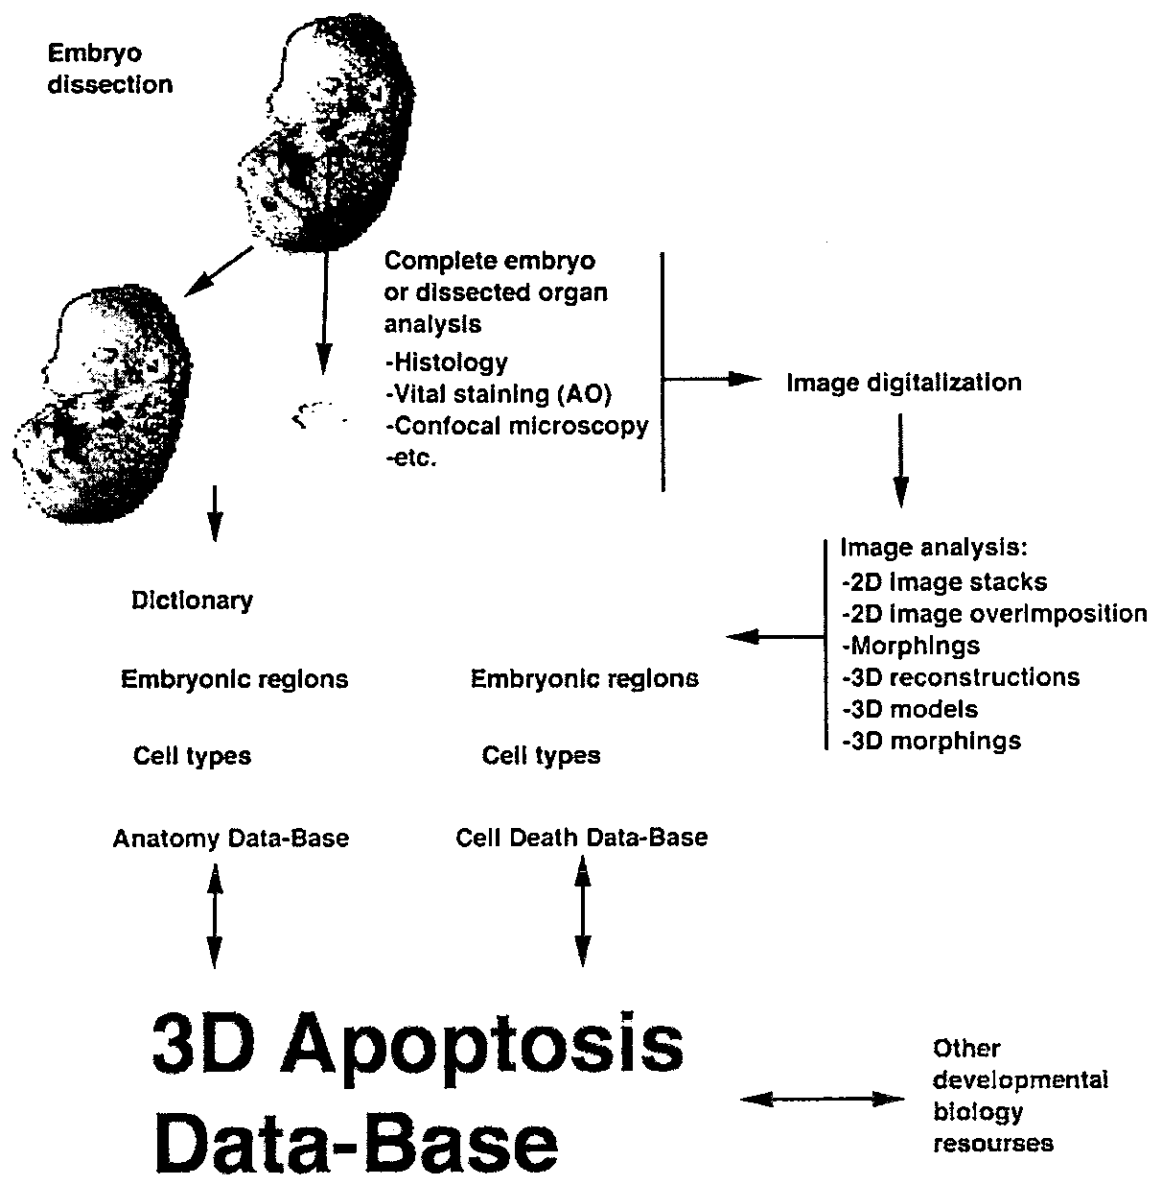 Embryo
dissection
Complete embryo
or dissected organ
analysis
-Histology
-Vital staining (AO)
-Confocal microscopy
-etc.
Image digitalization
Image analysis:
-2D image stacks
-2D image overimposition
-Morphings
-3D reconstructions
-3D models
-3D morphings
Dictionary
Embryonic regions
Cell types
Anatomy Data-Base
Embryonic regions
Cell types
Cell Death Data-Base
3D Apoptosis
Data-Base
Other
developmental
biology
resourses